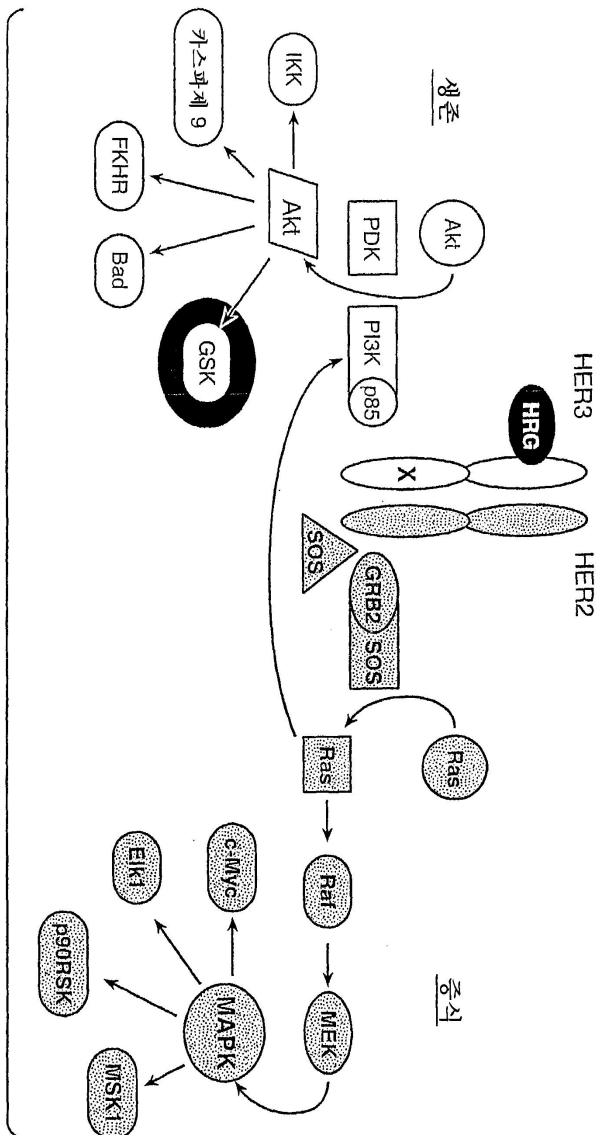 HER3
HER2
HRG
X
생존
증식
Akt
PDK
PI3K
p85
Akt
IKK
카스파제 9
FKHR
Bad
GSK
GRB2
SOS
SOS
Ras
Ras
Raf
MEK
MAPK
c-Myc
Elk1
p90RSK
MSK1